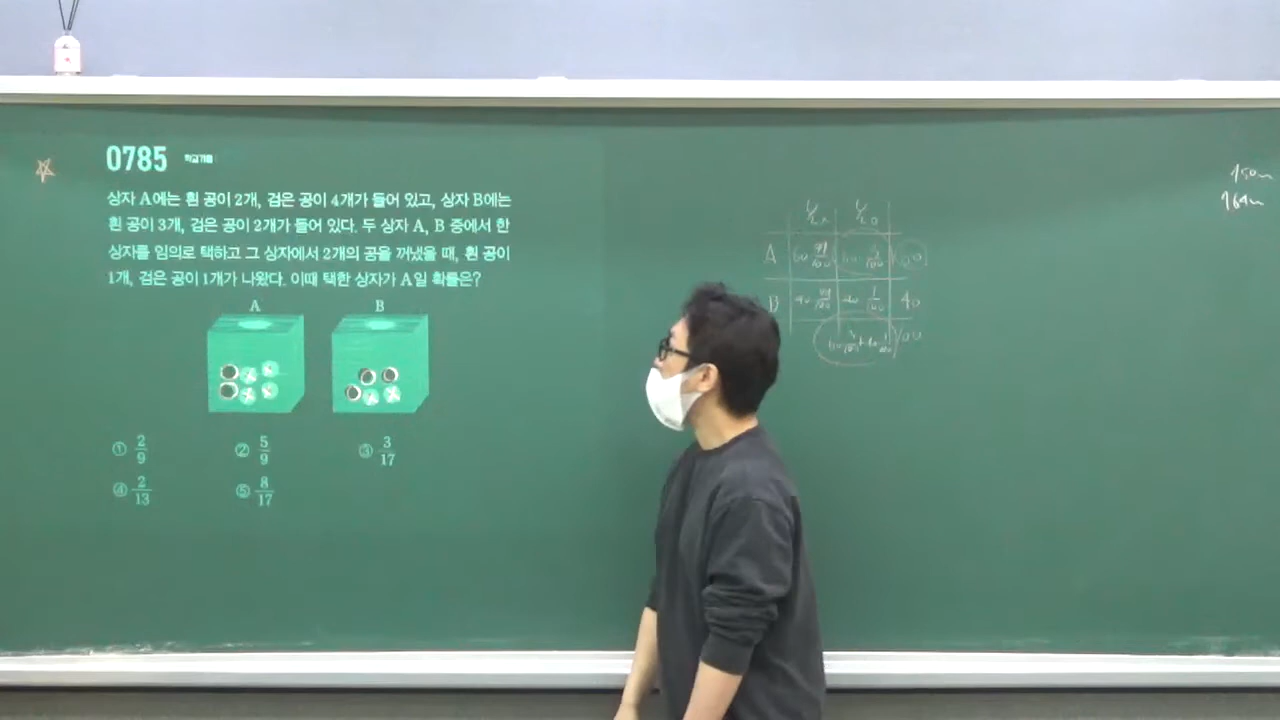 0785 학교기출
상자 A에는 흰 공이 2개, 검은 공이 4개가 들어 있고, 상자 B에는
흰 공이 3개, 검은 공이 2개가 들어 있다. 두 상자 A, B 중에서 한
상자를 임의로 택하고 그 상자에서 2개의 공을 꺼냈을 때, 흰 공이
1개, 검은 공이 1개가 나왔다. 이때 택한 상자가 A일 확률은?
A B
① 2/9 ② 5/9 ③ 3/17
④ 2/13 ⑤ 8/17
A
B 40